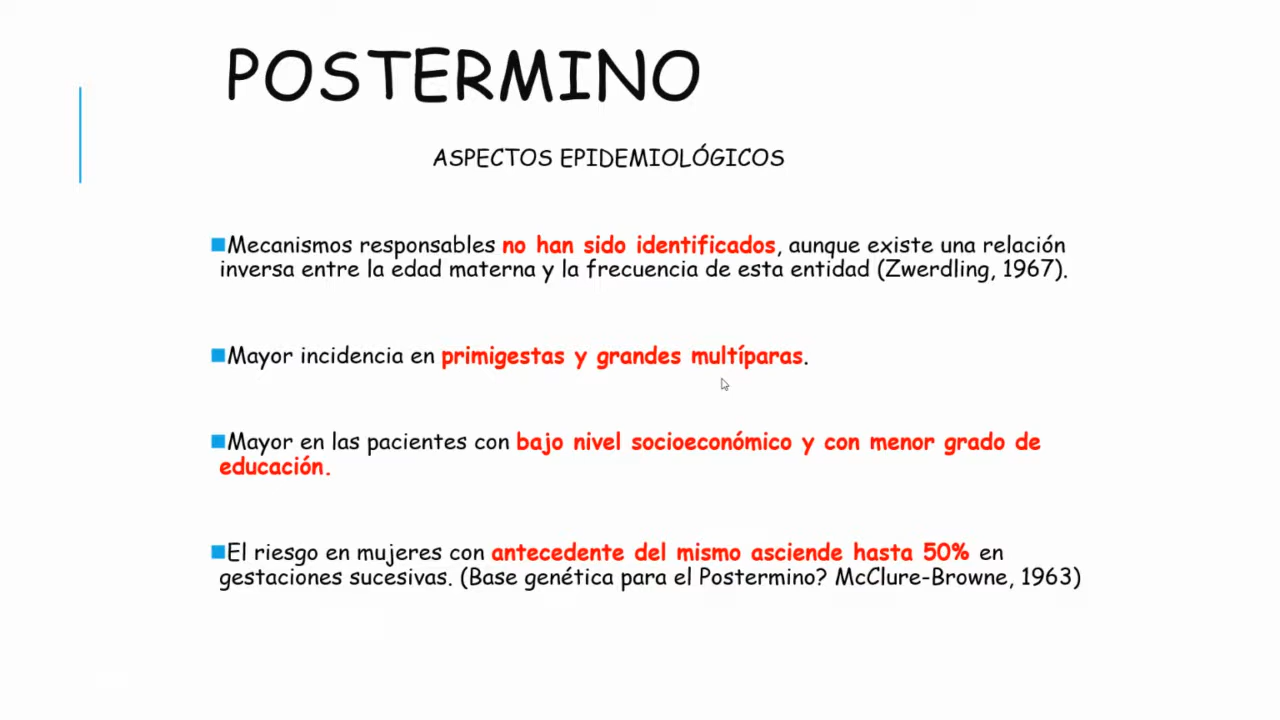 POSTERMINO
ASPECTOS EPIDEMIOLÓGICOS
Mecanismos responsables no han sido identificados, aunque existe una relación
inversa entre la edad materna y la frecuencia de esta entidad (Zwerdling, 1967).
Mayor incidencia en primigestas y grandes multíparas.
Mayor en las pacientes con bajo nivel socioeconómico y con menor grado de
educación.
El riesgo en mujeres con antecedente del mismo asciende hasta 50% en
gestaciones sucesivas. (Base genética para el Postermino? McClure-Browne, 1963)